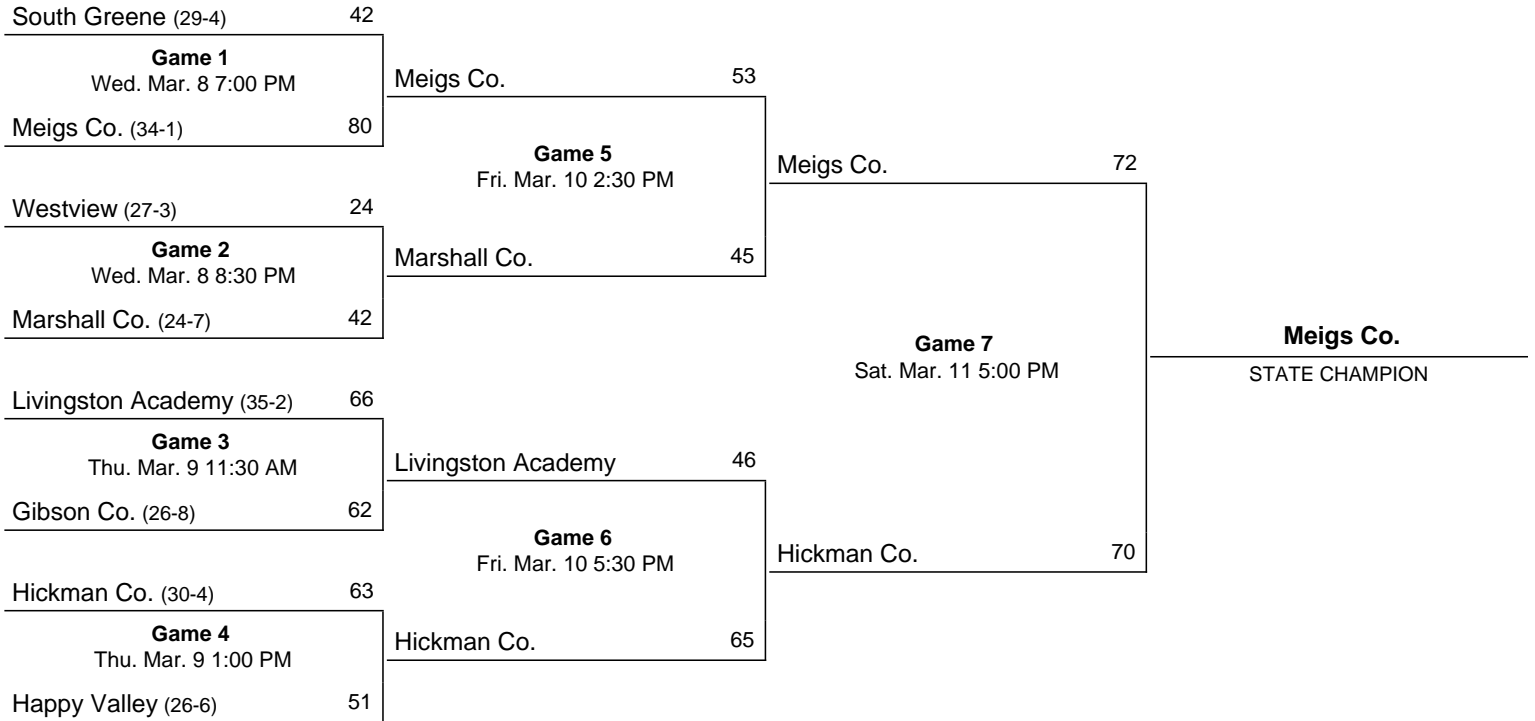 South Greene (29-4) 42
Game 1
Wed. Mar. 8 7:00 PM
Meigs Co. (34-1) 80
Westview (27-3) 24
Game 2
Wed. Mar. 8 8:30 PM
Marshall Co. (24-7) 42
Livingston Academy (35-2) 66
Game 3
Thu. Mar. 9 11:30 AM
Gibson Co. (26-8) 62
Hickman Co. (30-4) 63
Game 4
Thu. Mar. 9 1:00 PM
Happy Valley (26-6) 51
Meigs Co. 53
Game 5
Fri. Mar. 10 2:30 PM
Marshall Co. 45
Livingston Academy 46
Game 6
Fri. Mar. 10 5:30 PM
Hickman Co. 65
Meigs Co. 72
Game 7
Sat. Mar. 11 5:00 PM
Hickman Co. 70
Meigs Co.
STATE CHAMPION